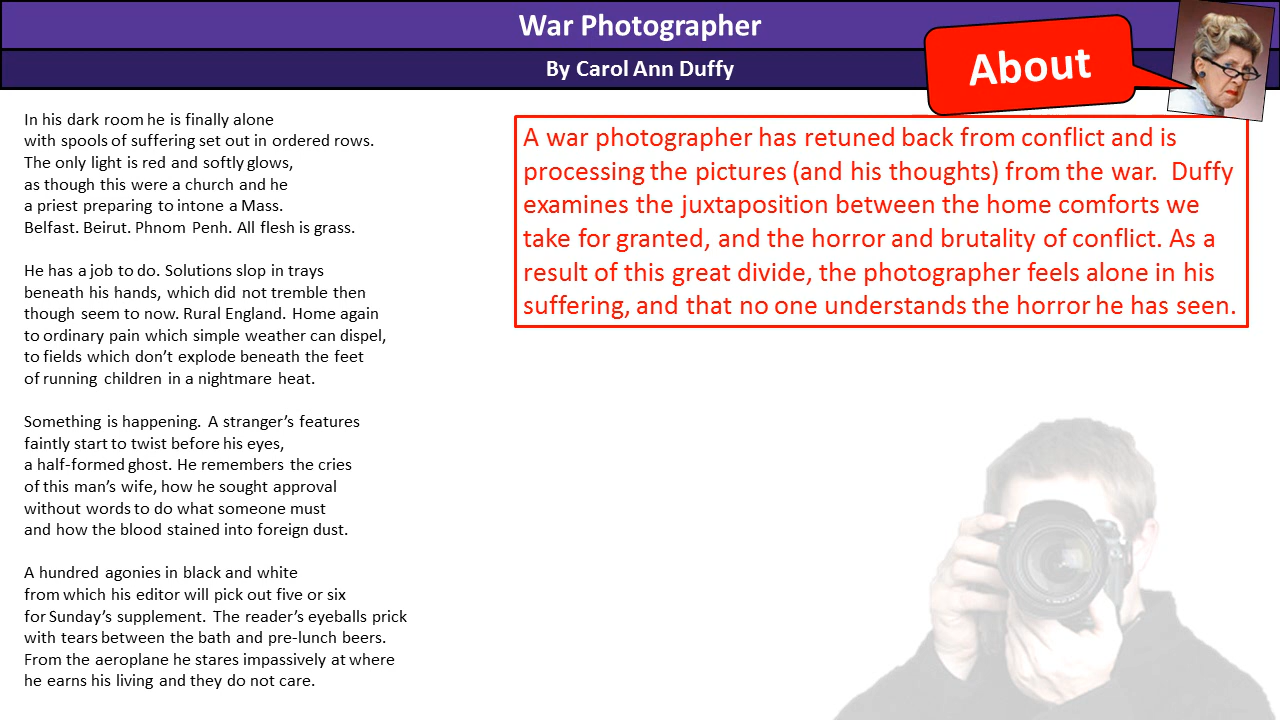 War Photographer
By Carol Ann Duffy
About
In his dark room he is finally alone
with spools of suffering set out in ordered rows.
The only light is red and softly glows,
as though this were a church and he
a priest preparing to intone a Mass.
Belfast. Beirut. Phnom Penh. All flesh is grass.
He has a job to do. Solutions slop in trays
beneath his hands, which did not tremble then
though seem to now. Rural England. Home again
to ordinary pain which simple weather can dispel,
to fields which don’t explode beneath the feet
of running children in a nightmare heat.
Something is happening. A stranger’s features
faintly start to twist before his eyes,
a half-formed ghost. He remembers the cries
of this man’s wife, how he sought approval
without words to do what someone must
and how the blood stained into foreign dust.
A hundred agonies in black and white
from which his editor will pick out five or six
for Sunday’s supplement. The reader’s eyeballs prick
with tears between the bath and pre-lunch beers.
From the aeroplane he stares impassively at where
he earns his living and they do not care.
A war photographer has retuned back from conflict and is
processing the pictures (and his thoughts) from the war. Duffy
examines the juxtaposition between the home comforts we
take for granted, and the horror and brutality of conflict. As a
result of this great divide, the photographer feels alone in his
suffering, and that no one understands the horror he has seen.